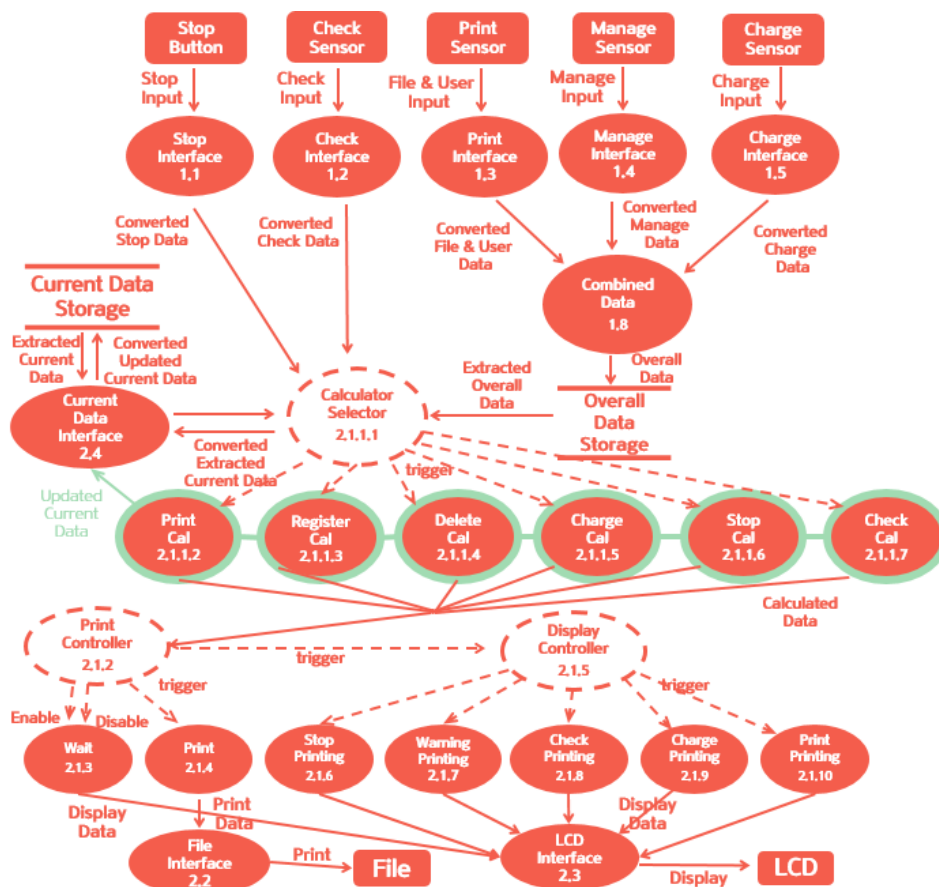 Stop
Button
Check
Sensor
Print
Sensor
Manage
Sensor
Charge
Sensor
Stop
Input
Check
Input
File & User
Input
Manage
Input
Charge
Input
Stop
Interface
1,1
Check
Interface
1,2
Print
Interface
1,3
Manage
Interface
1,4
Charge
Interface
1,5
Converted
Stop Data
Converted
Check Data
Converted
File & User
Data
Converted
Manage
Data
Converted
Charge
Data
Current Data
Storage
Combined
Data
1,8
Extracted
Current
Data
Converted
Updated
Current Data
Extracted
Overall
Data
Overall
Data
Overall
Data
Storage
Current
Data
Interface
2,4
Calculator
Selector
2,1,1,1
Converted
Extracted
Current Data
trigger
Updated
Current
Data
Print
Cal
2,1,1,2
Register
Cal
2,1,1,3
Delete
Cal
2,1,1,4
Charge
Cal
2,1,1,5
Stop
Cal
2,1,1,6
Check
Cal
2,1,1,7
Calculated
Data
Print
Controller
2,1,2
trigger
Display
Controller
2,1,5
Enable
Disable
trigger
trigger
Wait
2,1,3
Print
2,1,4
Stop
Printing
2,1,6
Warning
Printing
2,1,7
Check
Printing
2,1,8
Charge
Printing
2,1,9
Print
Printing
2,1,10
Display
Data
Print
Data
Display
Data
File
Interface
2,2
Print
File
LCD
Interface
2,3
Display
LCD